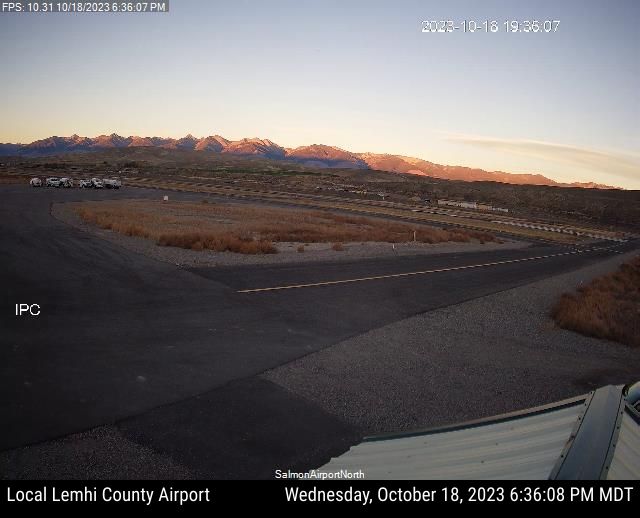 FPS: 10.31 10/18/2023 6:36:07 PM
2023-10-18 19:36:07
IPC
SalmonAirportNorth
Local Lemhi County Airport Wednesday, October 18, 2023 6:36:08 PM MDT